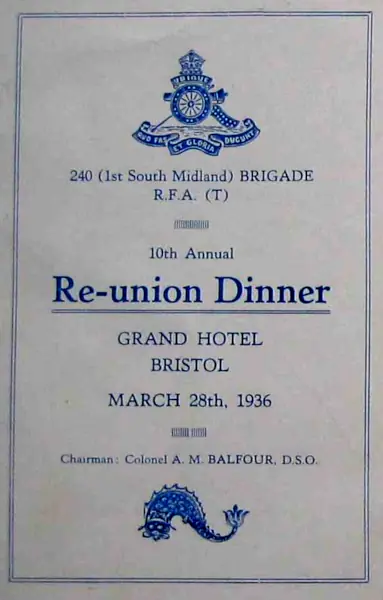 UBIQUE
QUO FAS ET GLORIA DUCUNT
240 (1st South Midland) BRIGADE
R.F.A. (T)
10th Annual
Re-union Dinner
GRAND HOTEL
BRISTOL
MARCH 28th, 1936
Chairman: Colonel A. M. BALFOUR, D.S.O.